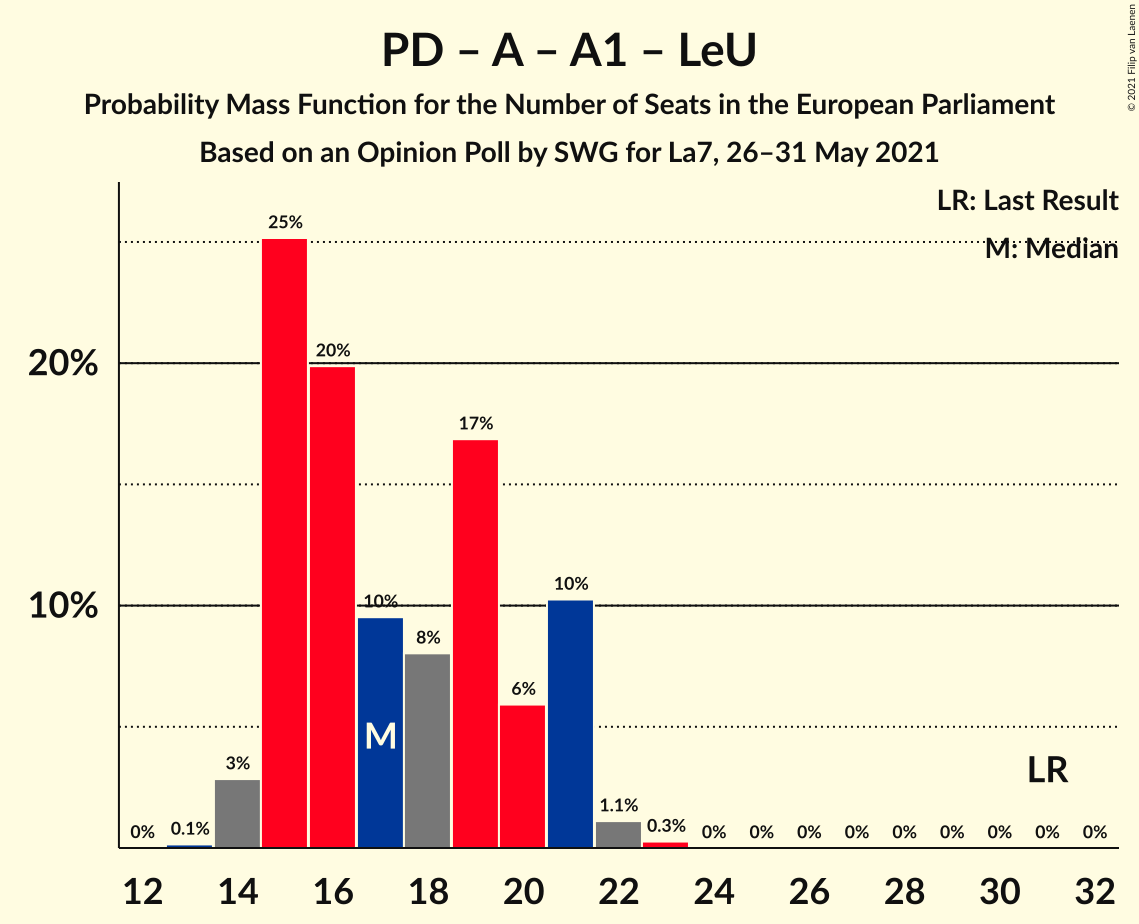 PD – A – A1 – LeU
Probability Mass Function for the Number of Seats in the European Parliament
Based on an Opinion Poll by SWG for La7, 26–31 May 2021
© 2021 Filip van Laenen
LR: Last Result
M: Median
25%
20%
20%
17%
10%
10%
10%
8%
6%
M
3%
LR
1.1%
0% 0.1% 0.3% 0% 0% 0% 0% 0% 0% 0% 0% 0%
12 14 16 18 20 22 24 26 28 30 32